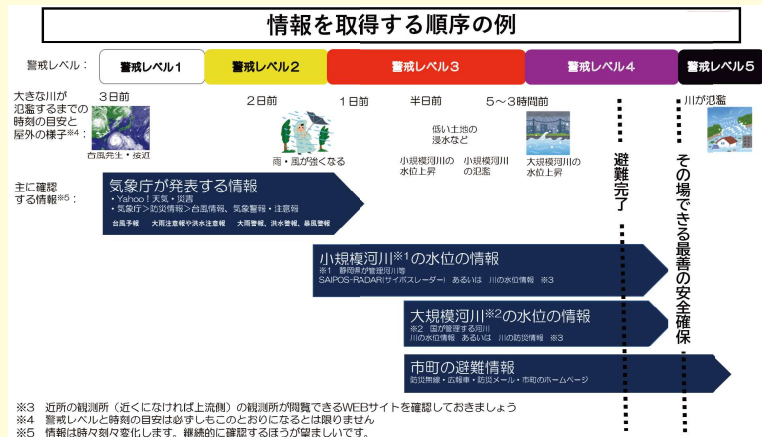 情報を取得する順序の例
警戒レベル：
警戒レベル1
警戒レベル2
警戒レベル3
警戒レベル4
警戒レベル5
大きな川が
氾濫するまでの
時刻の目安と
屋外の様子※4：
3日前
2日前
1日前
半日前
5～3時間前
川が氾濫
台風発生・接近
雨・風が強くなる
低い土地の
浸水など
小規模河川の
水位上昇
小規模河川
の氾濫
大規模河川の
水位上昇
避難完了
その場できる最善の安全確保
主に確認
する情報※5：
気象庁が発表する情報
・Yahoo！天気・災害
・気象庁＞防災情報＞台風情報、気象警報・注意報
台風予報　大雨注意報や洪水注意報　大雨警報、洪水警報、暴風警報
小規模河川※1の水位の情報
※1　静岡県が管理河川等
SAIPOS-RADAR(サイポスレーダー)　あるいは　川の水位情報　※3
大規模河川※2の水位の情報
※2　国が管理する河川
川の水位情報　あるいは　川の防災情報　※3
市町の避難情報
防災無線・広報車・防災メール・市町のホームページ
※3　近所の観測所（近くになければ上流側）の観測所が閲覧できるWEBサイトを確認しておきましょう
※4　警戒レベルと時刻の目安は必ずしもこのとおりになるとは限りません
※5　情報は時々刻々変化します。継続的に確認するほうが望ましいです。